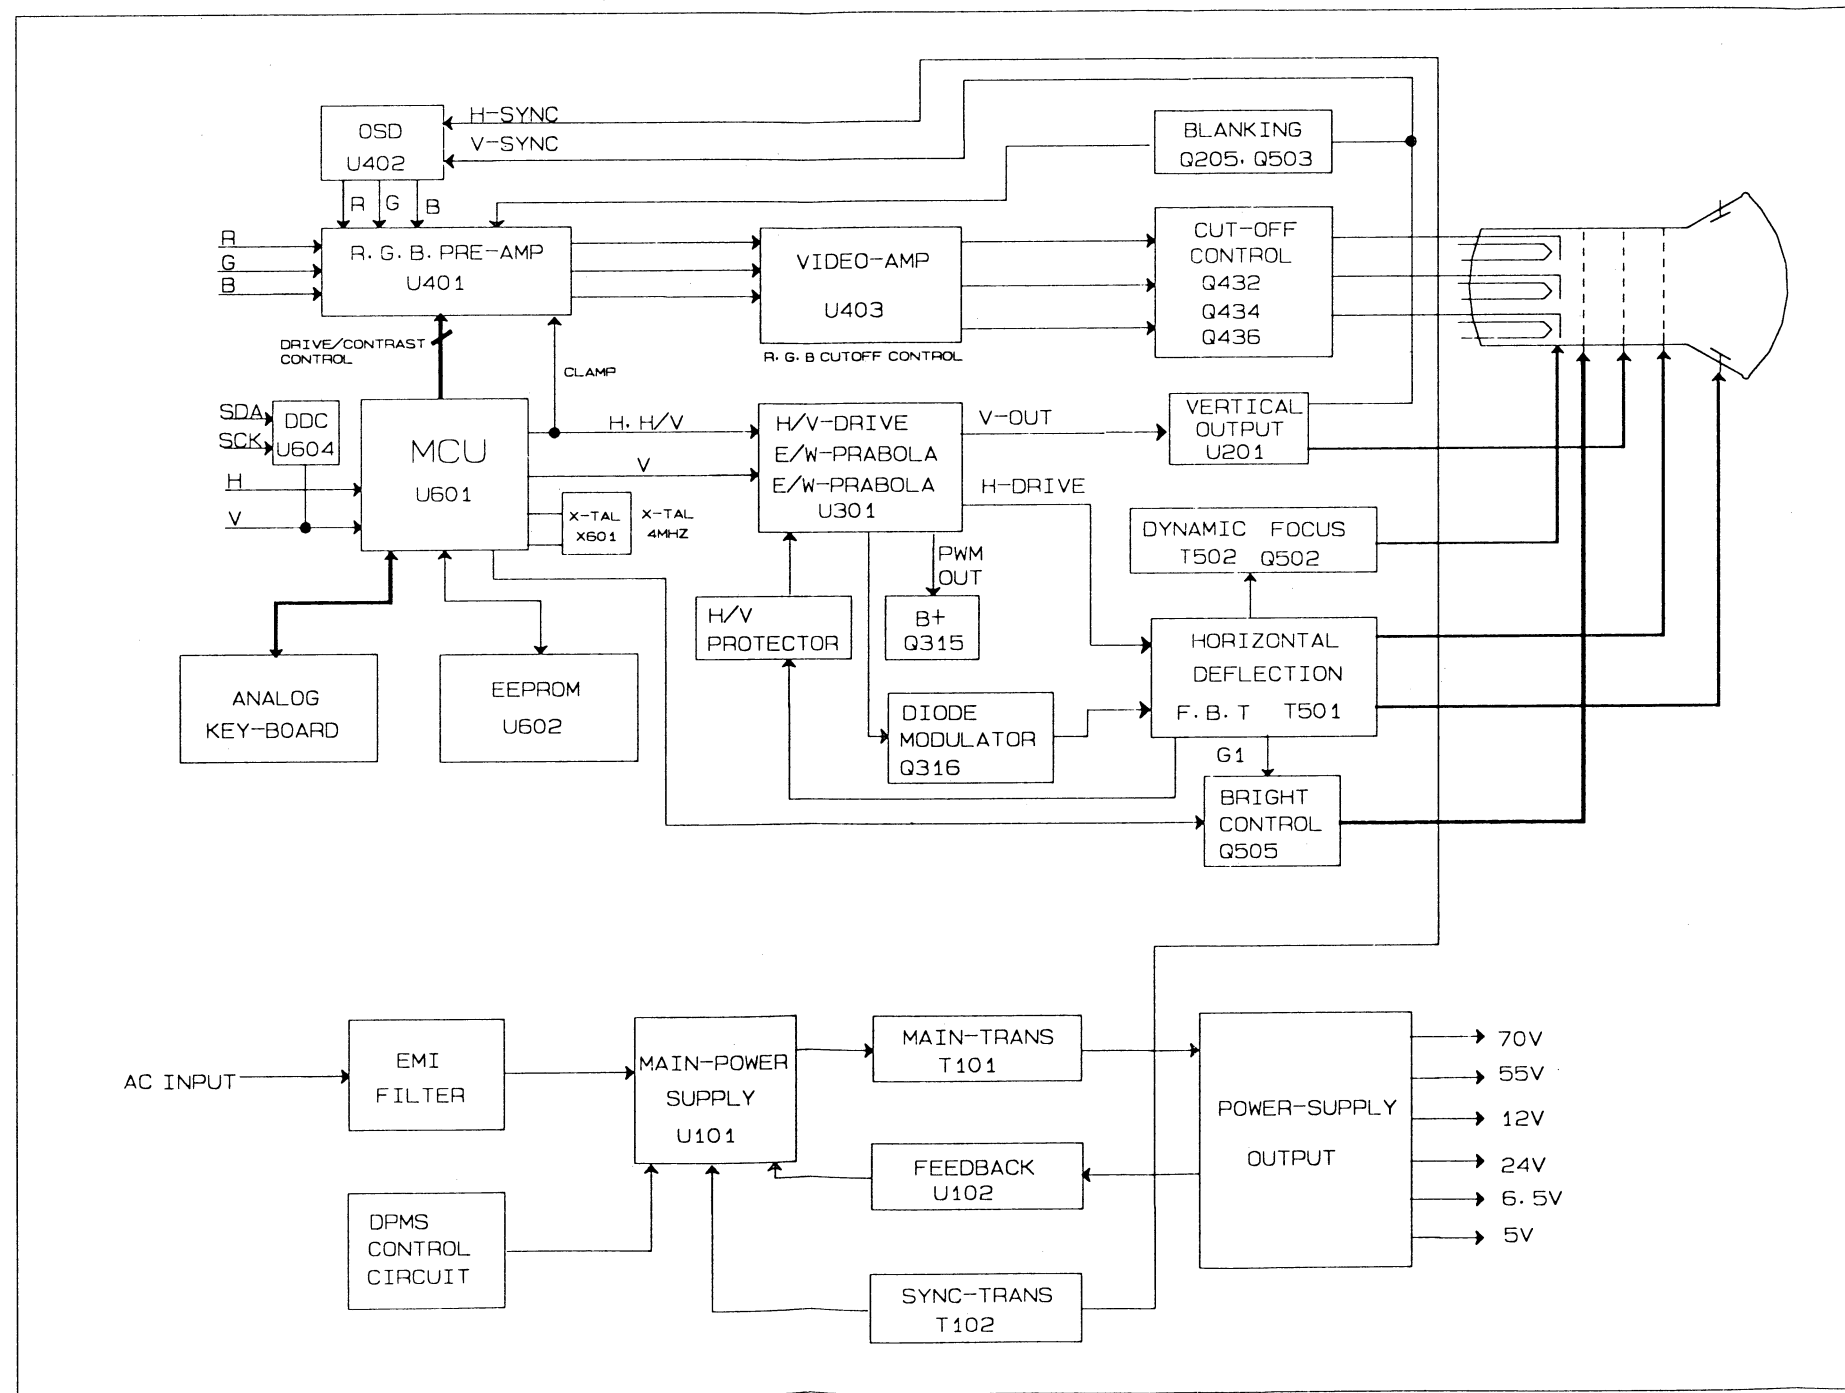 H-SYNC
V-SYNC
OSD
U402
BLANKING
Q205, Q503
R
G
B
R
G
B
R. G. B. PRE-AMP
U401
VIDEO-AMP
U403
CUT-OFF
CONTROL
Q432
Q434
Q436
DRIVE/CONTRAST
CONTROL
R. G. B CUTOFF CONTROL
CLAMP
SDA
SCK
DDC
U604
H
V
MCU
U601
H. H/V
V
X-TAL
X601
X-TAL
4MHZ
H/V-DRIVE
E/W-PRABOLA
E/W-PRABOLA
U301
V-OUT
H-DRIVE
VERTICAL
OUTPUT
U201
DYNAMIC FOCUS
T502 Q502
PWM
OUT
H/V
PROTECTOR
B+
Q315
HORIZONTAL
DEFLECTION
F. B. T T501
ANALOG
KEY-BOARD
EEPROM
U602
DIODE
MODULATOR
Q316
G1
BRIGHT
CONTROL
Q505
AC INPUT
EMI
FILTER
MAIN-POWER
SUPPLY
U101
MAIN-TRANS
T101
POWER-SUPPLY
OUTPUT
70V
55V
12V
24V
6. 5V
5V
FEEDBACK
U102
DPMS
CONTROL
CIRCUIT
SYNC-TRANS
T102